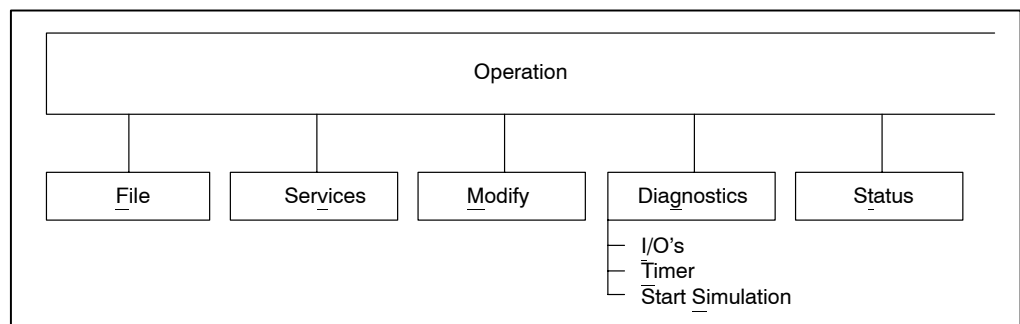 Operation
File
Services
Modify
Diagnostics
Status
I/O's
Timer
Start Simulation